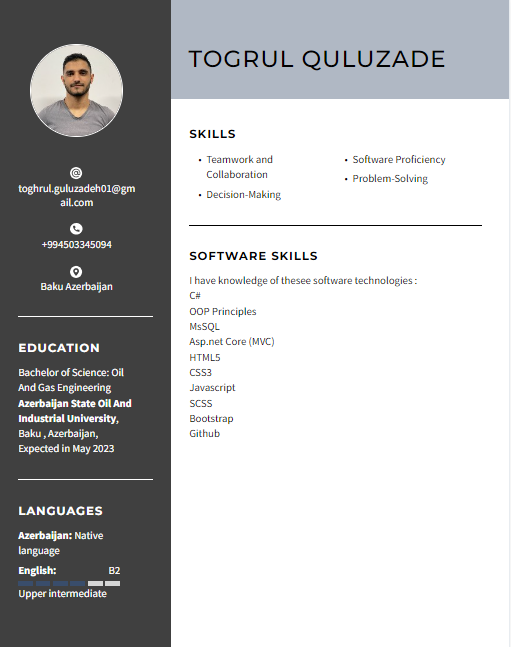 TOGRUL QULUZADE
@
toghrul.guluzadeh01@gm
ail.com
+994503345094
Baku Azerbaijan
EDUCATION
Bachelor of Science: Oil
And Gas Engineering
Azerbaijan State Oil And
Industrial University,
Baku , Azerbaijan,
Expected in May 2023
LANGUAGES
Azerbaijan: Native
language
English: B2
Upper intermediate
SKILLS
• Teamwork and
Collaboration
• Decision-Making
• Software Proficiency
• Problem-Solving
SOFTWARE SKILLS
I have knowledge of thesee software technologies :
C#
OOP Principles
MsSQL
Asp.net Core (MVC)
HTML5
CSS3
Javascript
SCSS
Bootstrap
Github